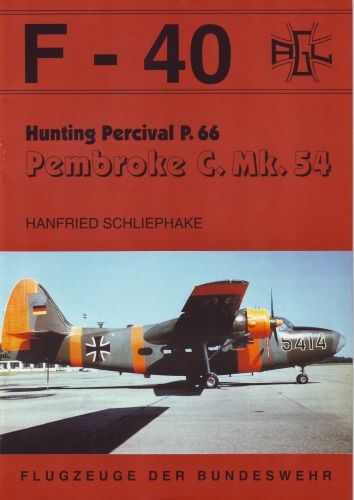 F - 40
AGL
Hunting Percival P. 66
Pembroke C. Mk. 54
HANFRIED SCHLIEPHAKE
5414
FLUGZEUGE DER BUNDESWEHR